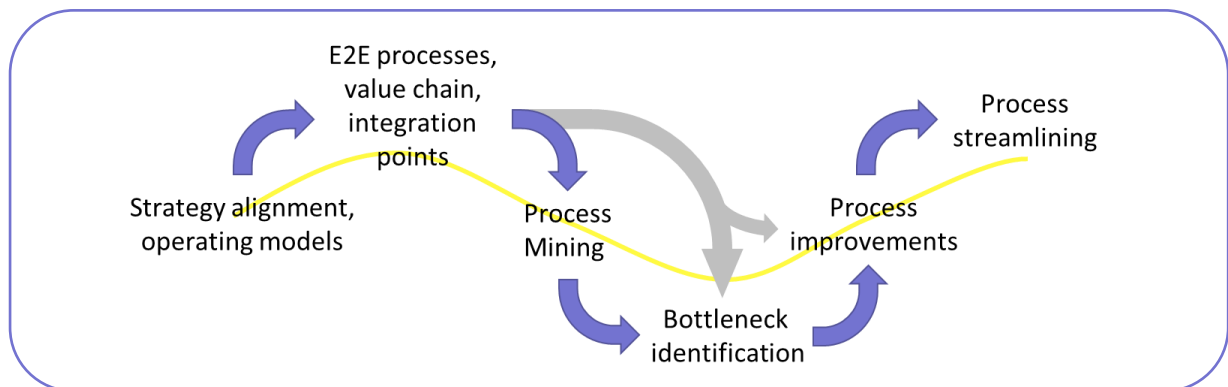 E2E processes,
value chain,
integration
points
Strategy alignment,
operating models
Process
Mining
Bottleneck
identification
Process
improvements
Process
streamlining